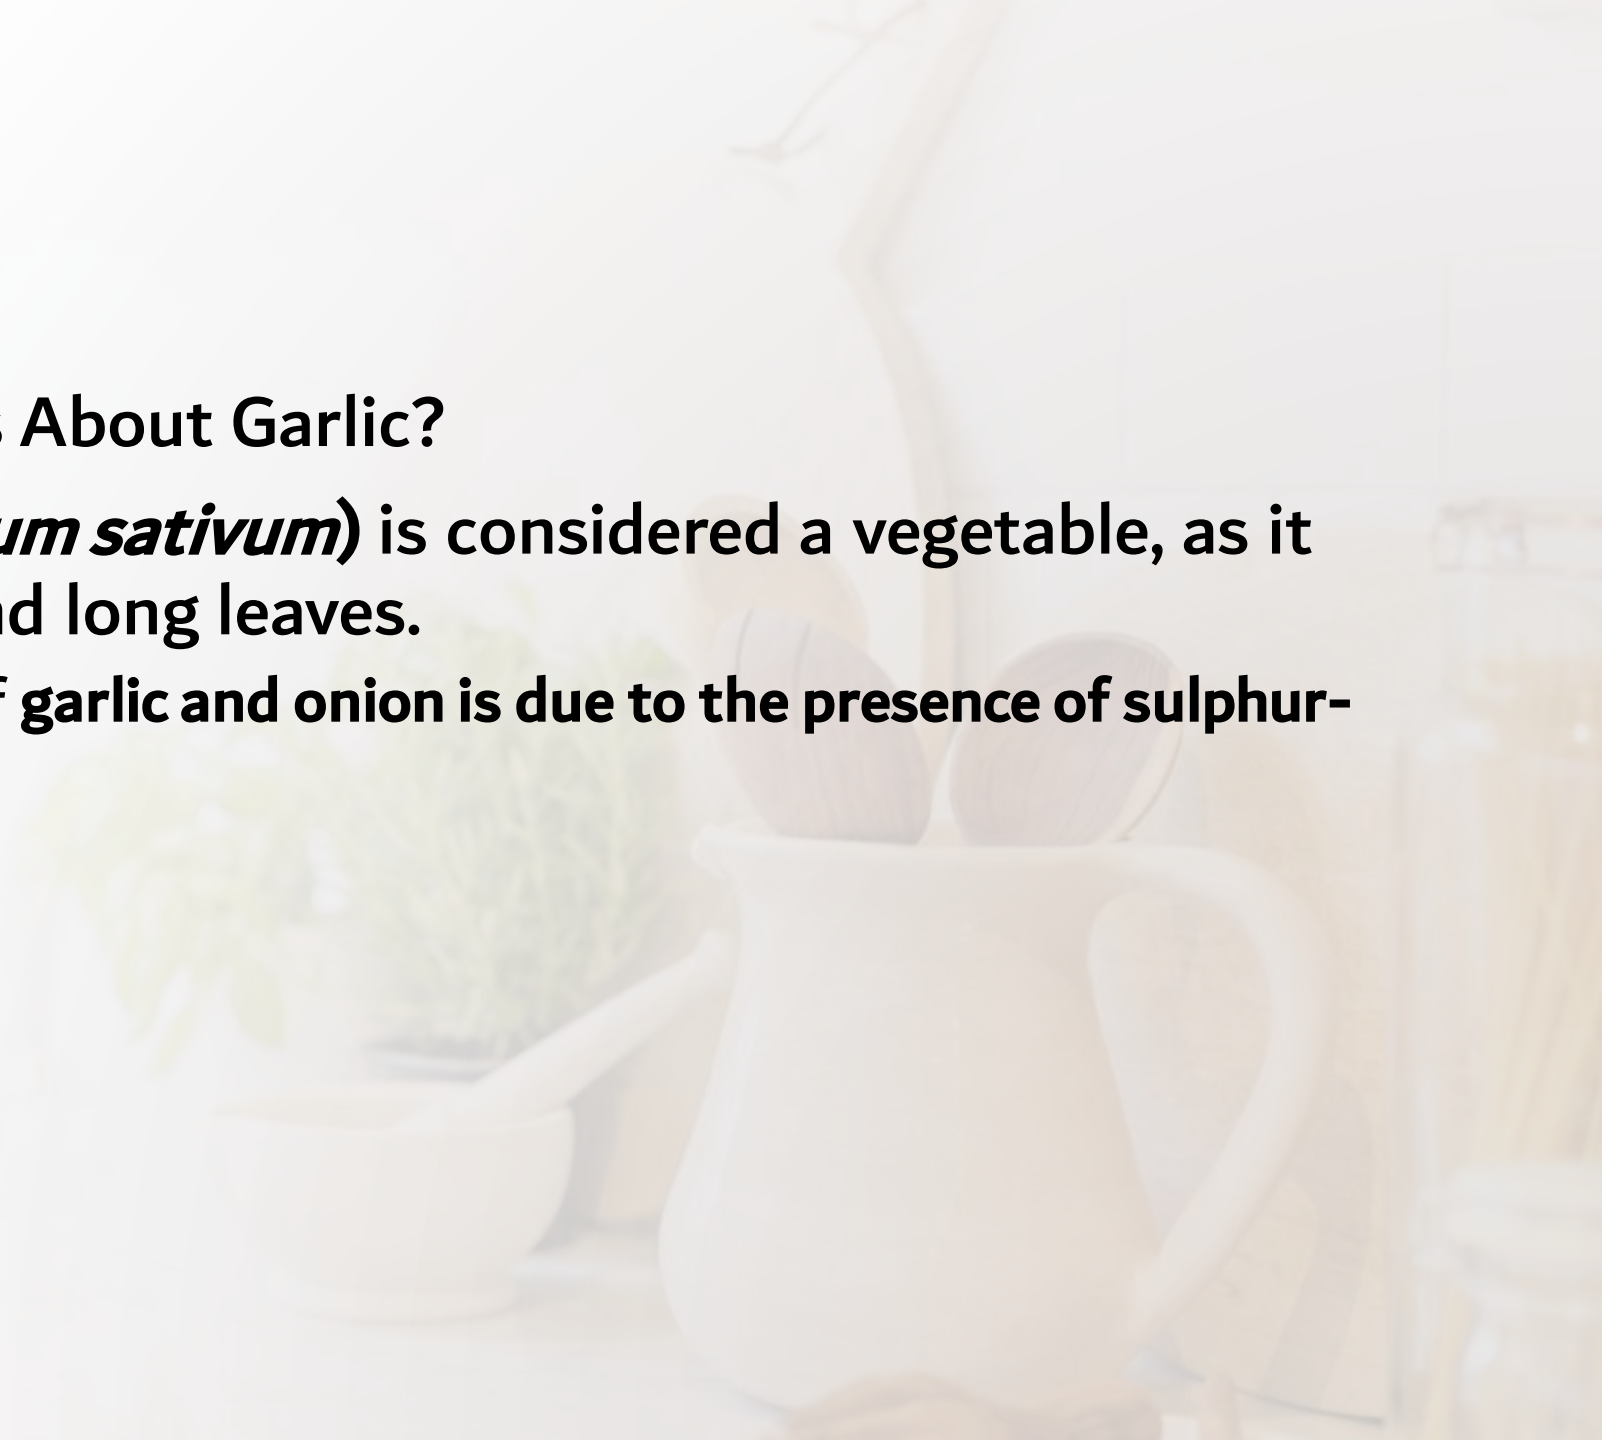 About Garlic?
sativum) is considered a vegetable, as it
long leaves.
garlic and onion is due to the presence of sulphur-